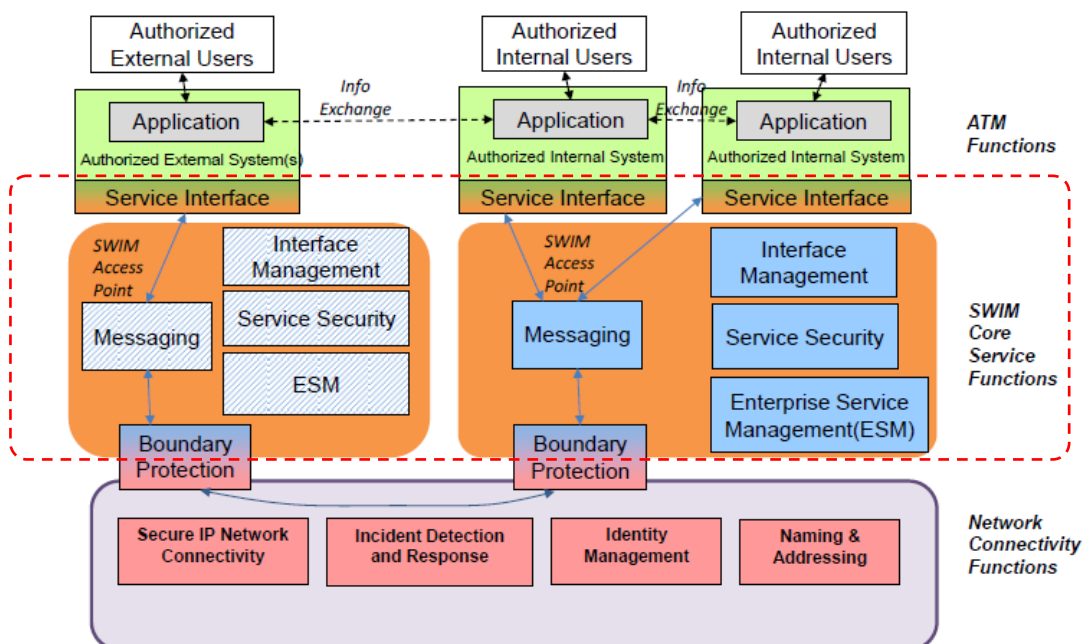 Authorized
External Users
Authorized
Internal Users
Authorized
Internal Users
Info
Exchange
Info
Exchange
Application
Application
Application
ATM
Functions
Authorized External System(s)
Authorized Internal System
Authorized Internal System
Service Interface
Service Interface
Service Interface
SWIM
Access
Point
Interface
Management
SWIM
Access
Point
Interface
Management
Messaging
Service Security
Messaging
Service Security
SWIM
Core
Service
Functions
ESM
Enterprise Service
Management(ESM)
Boundary
Protection
Boundary
Protection
Secure IP Network
Connectivity
Incident Detection
and Response
Identity
Management
Naming &
Addressing
Network
Connectivity
Functions